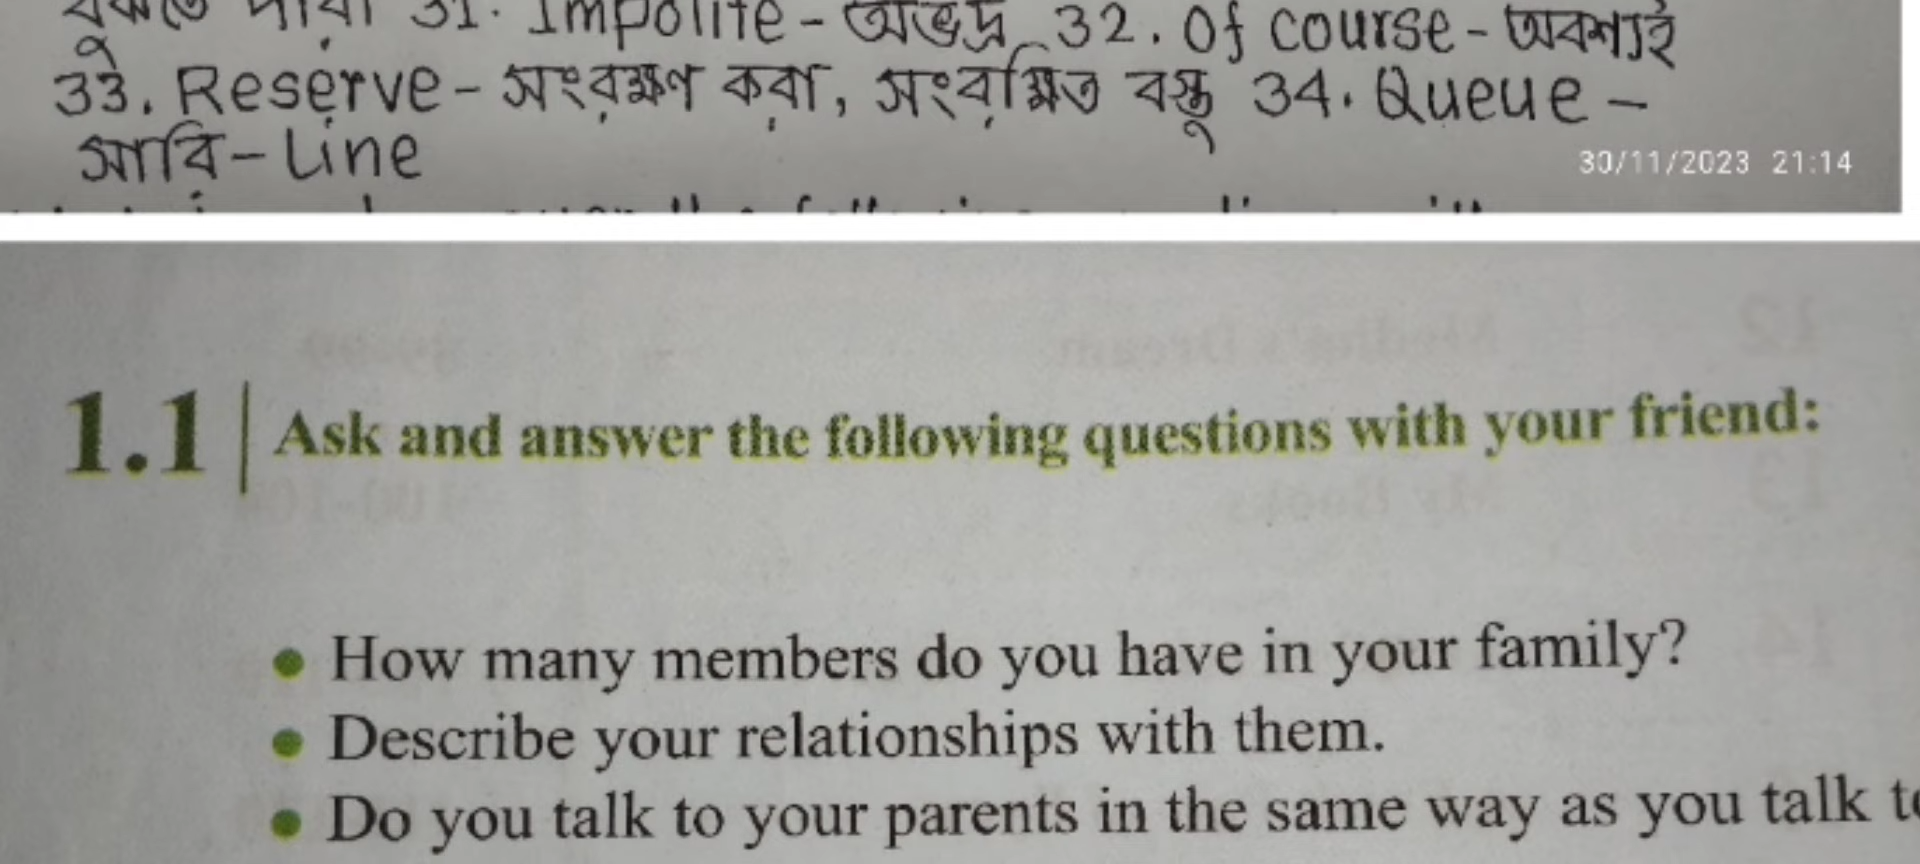 পারা 31. Impolite - অভদ্র 32. Of course - অবশ্যই
33. Reserve - সংরক্ষণ করা, সংরক্ষিত বস্তু 34. Queue -
সারি - Line
30/11/2023 21:14
1.1 Ask and answer the following questions with your friend:
• How many members do you have in your family?
• Describe your relationships with them.
• Do you talk to your parents in the same way as you talk